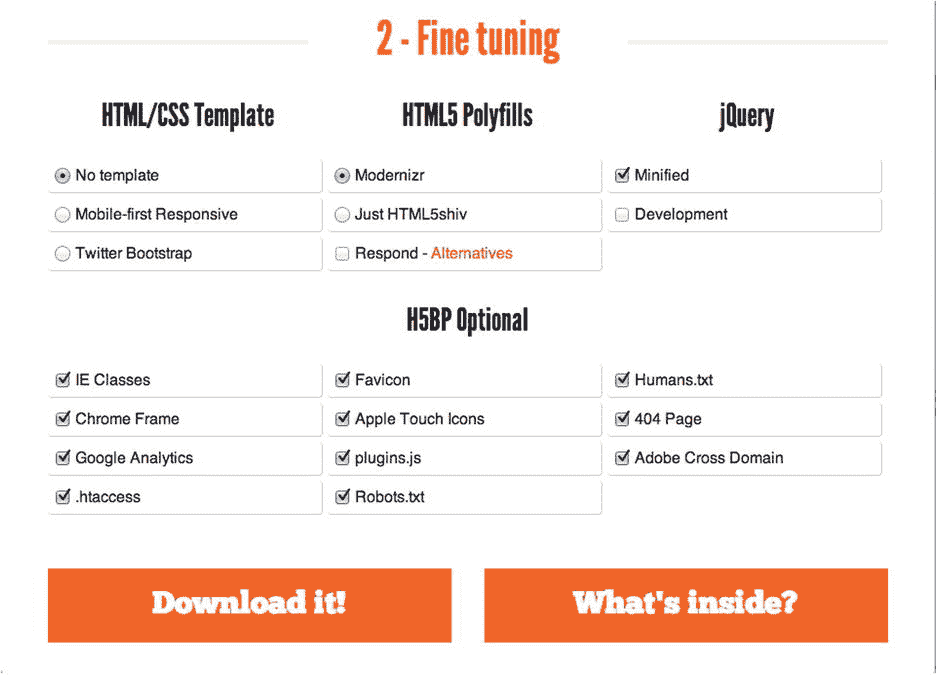 2 - Fine tuning
HTML/CSS Template
HTML5 Polyfills
jQuery
No template
Modernizr
Minified
Mobile-first Responsive
Just HTML5shiv
Development
Twitter Bootstrap
Respond - Alternatives
H5BP Optional
IE Classes
Favicon
Humans.txt
Chrome Frame
Apple Touch Icons
404 Page
Google Analytics
plugins.js
Adobe Cross Domain
.htaccess
Robots.txt
Download it!
What's inside?